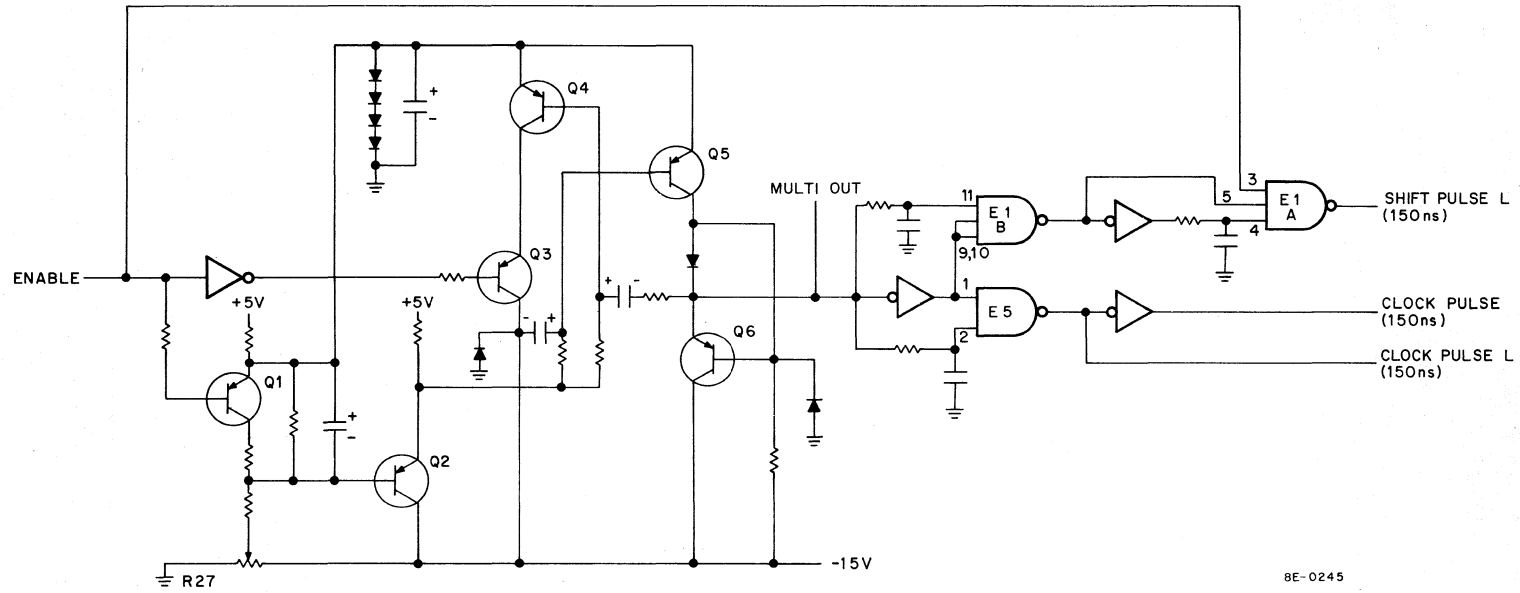 Q4
+
-
Q5
MULTI OUT
11
E1
B
9,10
3
5
E1
A
4
SHIFT PULSE L
(150ns)
ENABLE
Q3
+5V
+5V
- +
+ -
Q6
1
E5
2
CLOCK PULSE
(150ns)
CLOCK PULSE L
(150ns)
Q1
+
-
Q2
R27
-15V
8E-0245